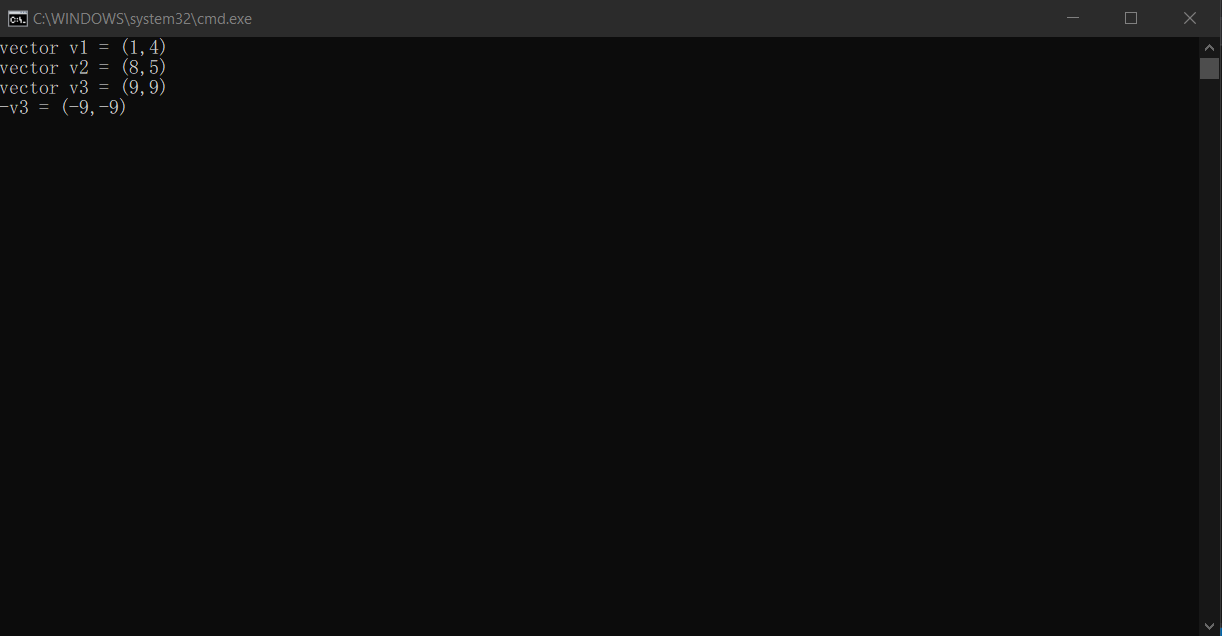 C:\WINDOWS\system32\cmd.exe
vector v1 = (1,4)
vector v2 = (8,5)
vector v3 = (9,9)
-v3 = (-9,-9)